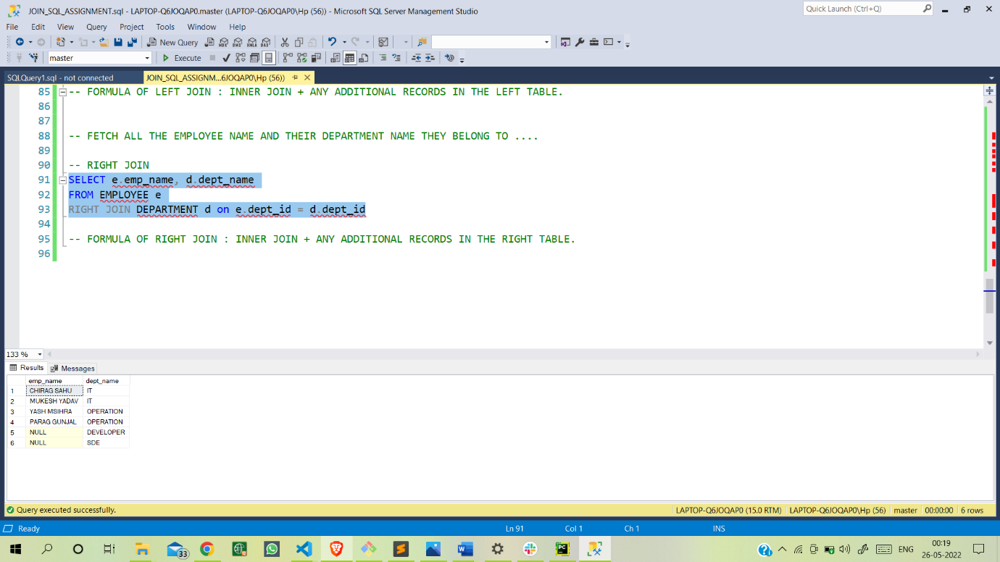 JOIN_SQL_ASSIGNMENT.sql - LAPTOP-Q6JOQAP0.master (LAPTOP-Q6JOQAP0\Hp (56)) - Microsoft SQL Server Management Studio
Quick Launch (Ctrl+Q)
File Edit View Query Project Tools Window Help
New Query
master Execute
SQLQuery1.sql - not connected JOIN_SQL_ASSIGNM...6JOQAP0\Hp (56))
85 -- FORMULA OF LEFT JOIN : INNER JOIN + ANY ADDITIONAL RECORDS IN THE LEFT TABLE.
86
87
88 -- FETCH ALL THE EMPLOYEE NAME AND THEIR DEPARTMENT NAME THEY BELONG TO ....
89
90 -- RIGHT JOIN
91 SELECT e.emp_name, d.dept_name
92 FROM EMPLOYEE e
93 RIGHT JOIN DEPARTMENT d on e.dept_id = d.dept_id
94
95 -- FORMULA OF RIGHT JOIN : INNER JOIN + ANY ADDITIONAL RECORDS IN THE RIGHT TABLE.
96
133 %
Results Messages
emp_name dept_name
1 CHIRAG SAHU IT
2 MUKESH YADAV IT
3 YASH MSIHRA OPERATION
4 PARAG GUNJAL OPERATION
5 NULL DEVELOPER
6 NULL SDE
Query executed successfully. LAPTOP-Q6JOQAP0 (15.0 RTM) LAPTOP-Q6JOQAP0\Hp (56) master 00:00:00 6 rows
Ready Ln 91 Col 1 Ch 1 INS
33 ENG 00:19
26-05-2022